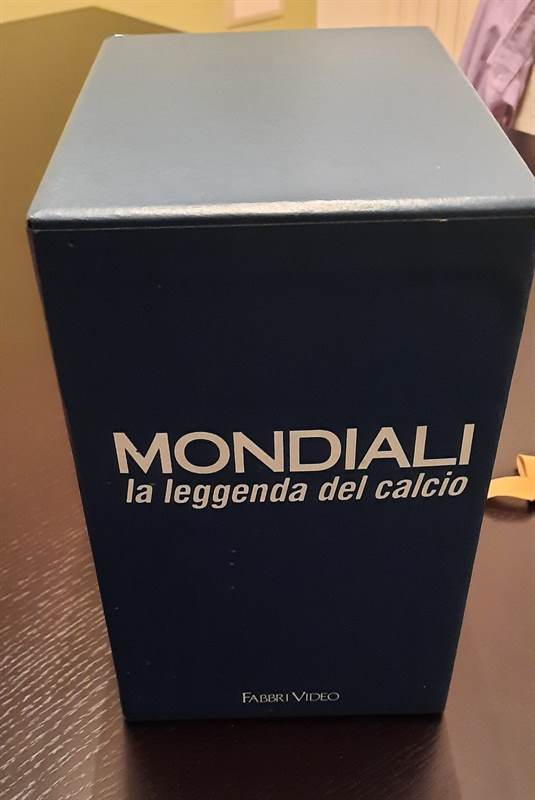 MONDIALI
la leggenda del calcio
FABBRI VIDEO